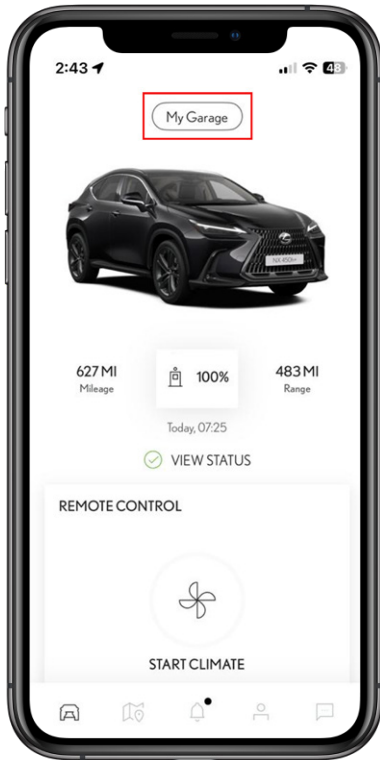 2:43
48
My Garage
NX 450h+
627 MI
Mileage
100%
483 MI
Range
Today, 07:25
VIEW STATUS
REMOTE CONTROL
START CLIMATE